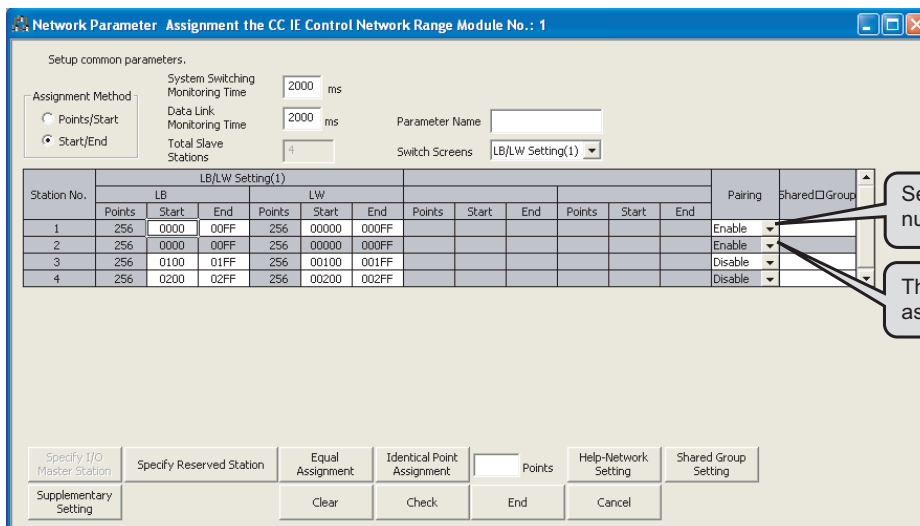 Network Parameter Assignment the CC IE Control Network Range Module No.: 1
Setup common parameters.
Assignment Method
Points/Start
Start/End
System Switching
Monitoring Time
2000 ms
Data Link
Monitoring Time
2000 ms
Total Slave
Stations
4
Parameter Name
Switch Screens LB/LW Setting(1)
Station No. LB/LW Setting(1) Pairing Shared□Group
LB LW
Points Start End Points Start End Points Start End Points Start End
1 256 0000 00FF 256 00000 000FF Enable
2 256 0000 00FF 256 00000 000FF Enable
3 256 0100 01FF 256 00100 001FF Disable
4 256 0200 02FF 256 00200 002FF Disable
Specify I/O
Master Station
Specify Reserved Station
Equal
Assignment
Identical Point
Assignment
Points
Help-Network
Setting
Shared Group
Setting
Supplementary
Setting
Clear
Check
End
Cancel